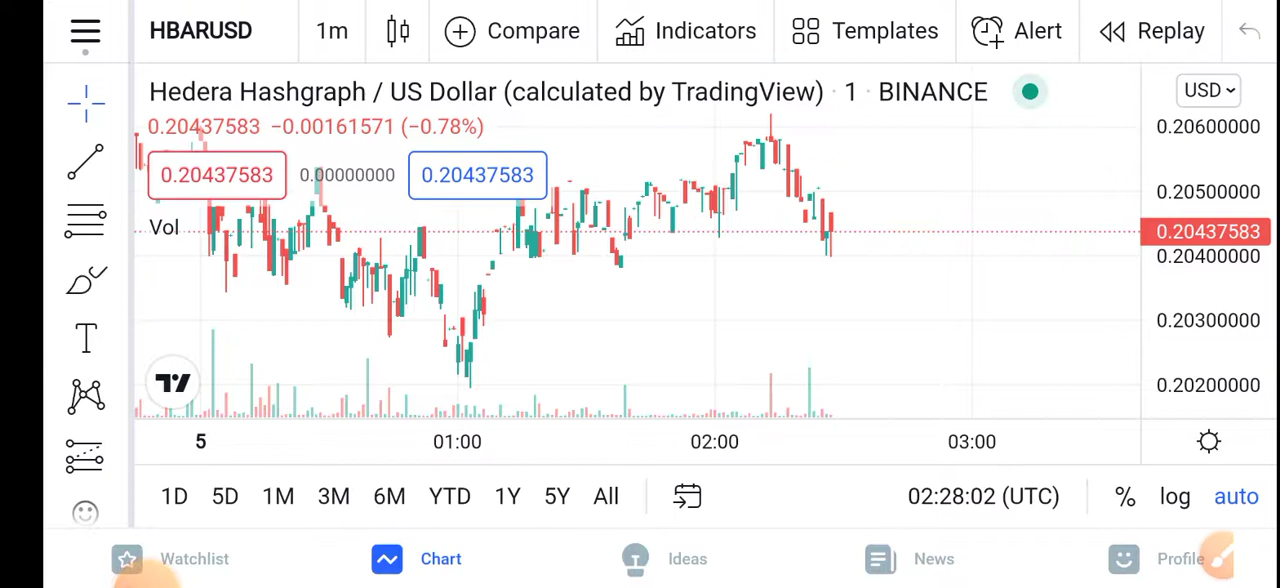 HBARUSD 1m Compare Indicators Templates Alert Replay
Hedera Hashgraph / US Dollar (calculated by TradingView) · 1 · BINANCE USD
0.20437583 −0.00161571 (−0.78%) 0.20600000
0.20437583 0.00000000 0.20437583
0.20500000
Vol 0.20437583
0.20400000
0.20300000
0.20200000
5 01:00 02:00 03:00
1D 5D 1M 3M 6M YTD 1Y 5Y All 02:28:02 (UTC) % log auto
Watchlist Chart Ideas News Profile